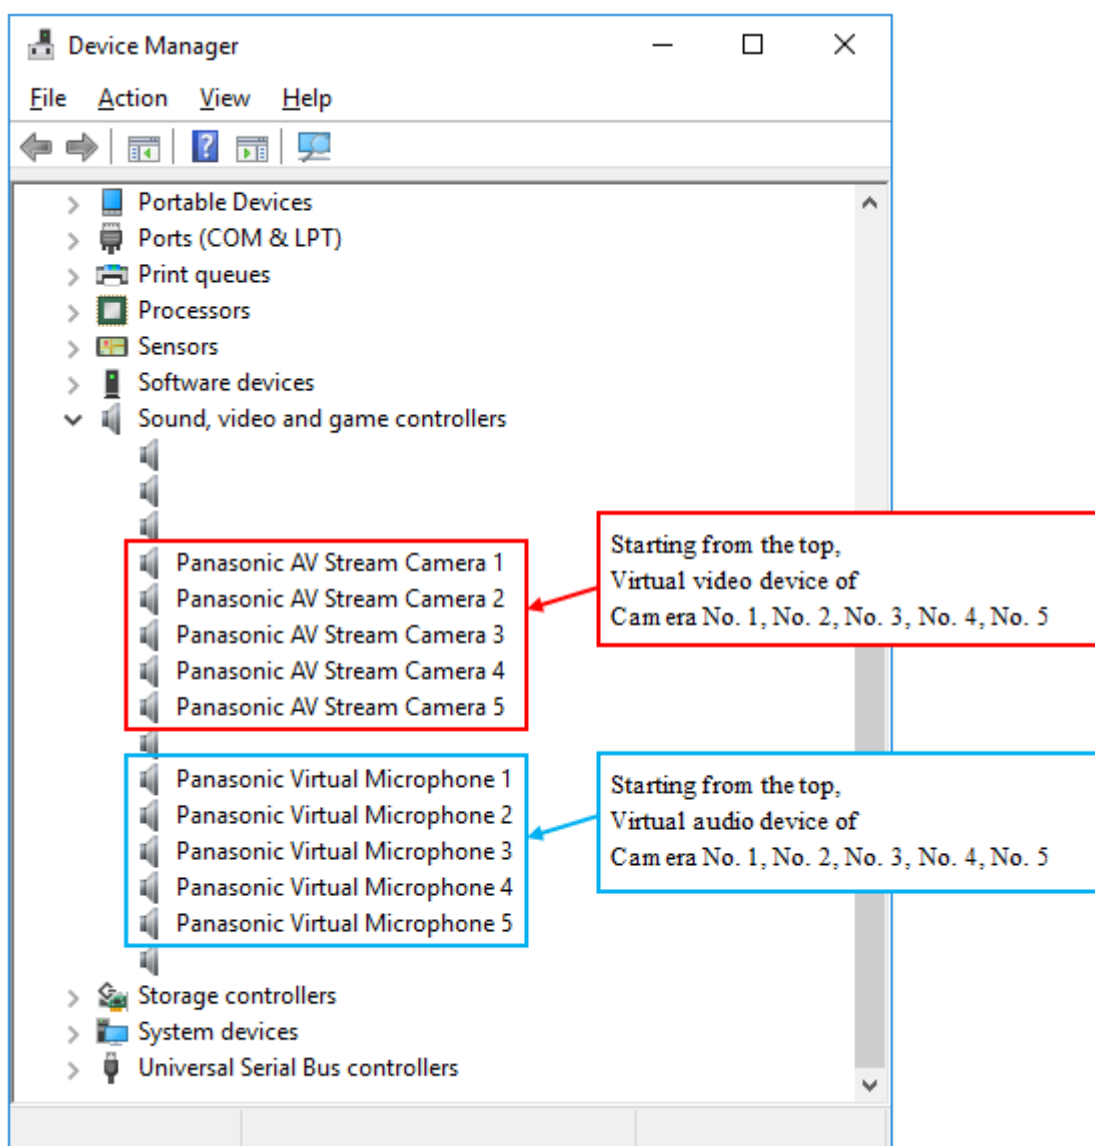 Device Manager
File Action View Help
Portable Devices
Ports (COM & LPT)
Print queues
Processors
Sensors
Software devices
Sound, video and game controllers
Panasonic AV Stream Camera 1
Panasonic AV Stream Camera 2
Panasonic AV Stream Camera 3
Panasonic AV Stream Camera 4
Panasonic AV Stream Camera 5
Starting from the top,
Virtual video device of
Camera No. 1, No. 2, No. 3, No. 4, No. 5
Panasonic Virtual Microphone 1
Panasonic Virtual Microphone 2
Panasonic Virtual Microphone 3
Panasonic Virtual Microphone 4
Panasonic Virtual Microphone 5
Starting from the top,
Virtual audio device of
Camera No. 1, No. 2, No. 3, No. 4, No. 5
Storage controllers
System devices
Universal Serial Bus controllers